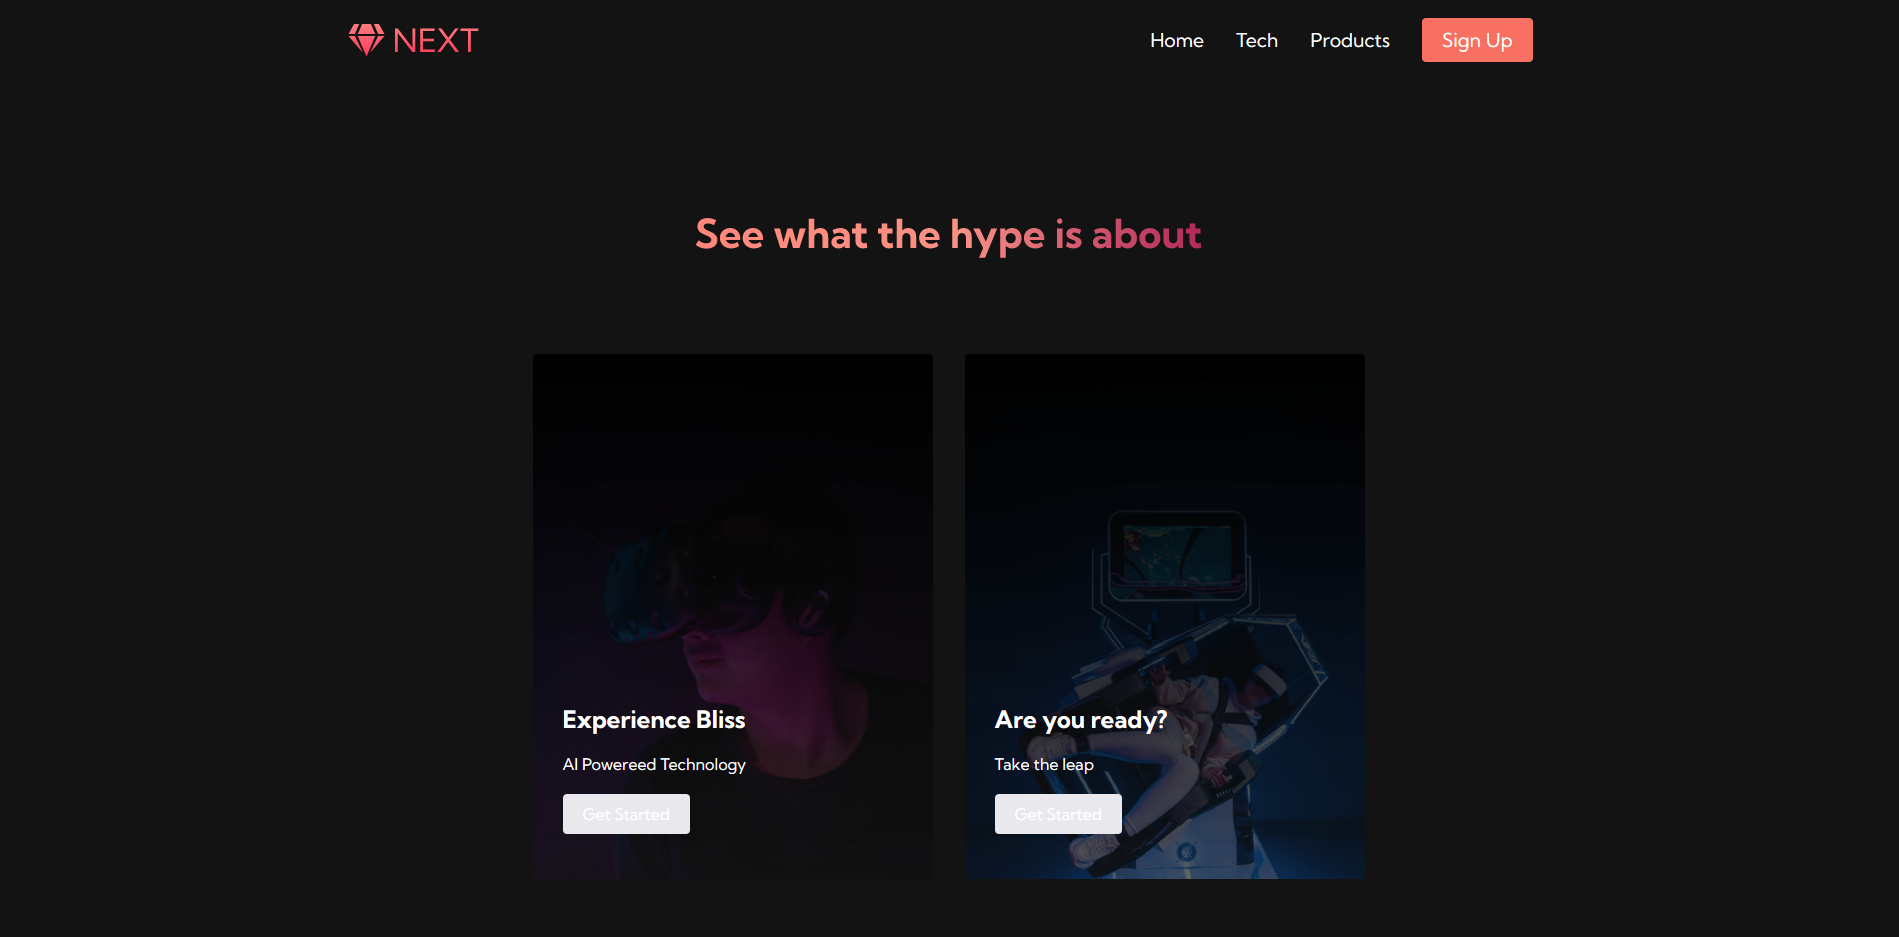 NEXT
Home
Tech
Products
Sign Up
See what the hype is about
Experience Bliss
AI Powereed Technology
Get Started
Are you ready?
Take the leap
Get Started